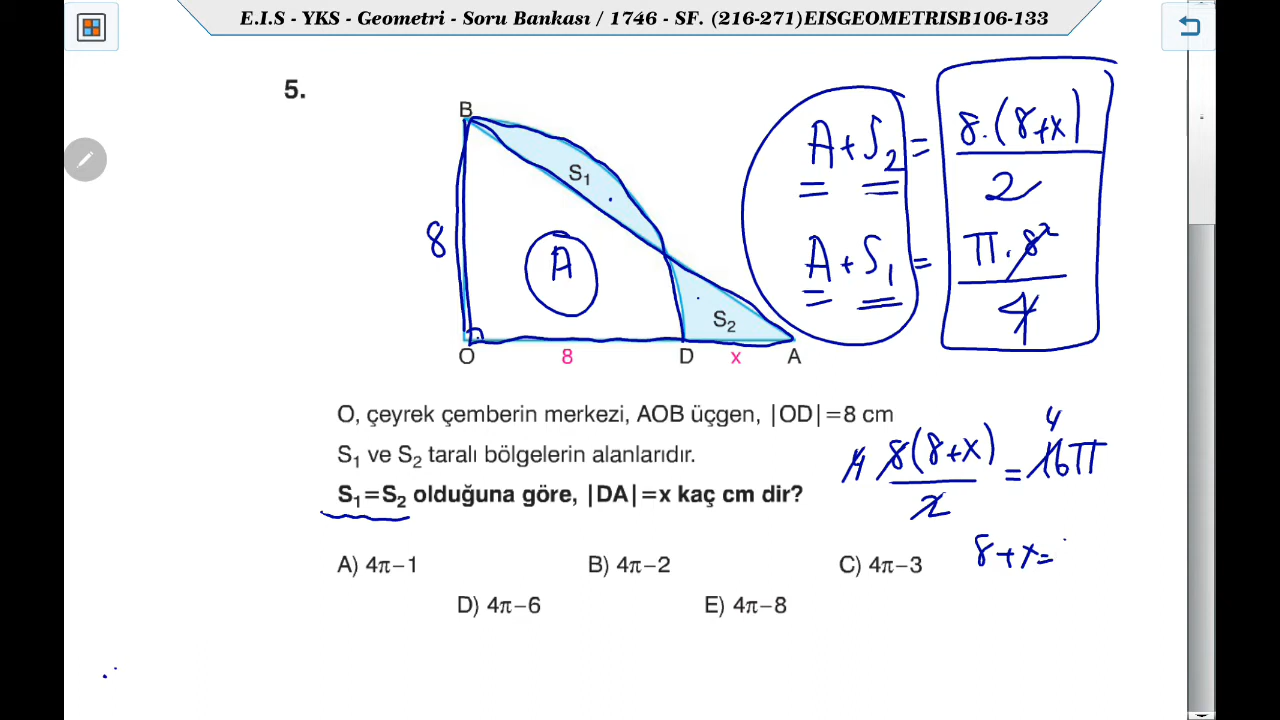 E.I.S - YKS - Geometri - Soru Bankası / 1746 - SF. (216-271)EISGEOMETRISB106-133
5.
B
S₁
S₂
A
8
O
8
D
x
A
A+S₂ = 8.(8+x) / 2
A+S₁ = π.8² / 4
O, çeyrek çemberin merkezi, AOB üçgen, |OD|=8 cm
S₁ ve S₂ taralı bölgelerin alanlarıdır.
S₁=S₂ olduğuna göre, |DA|=x kaç cm dir?
4 8(8+x) / 2 = 16π 4
8+x=
A) 4π−1
B) 4π−2
C) 4π−3
D) 4π−6
E) 4π−8